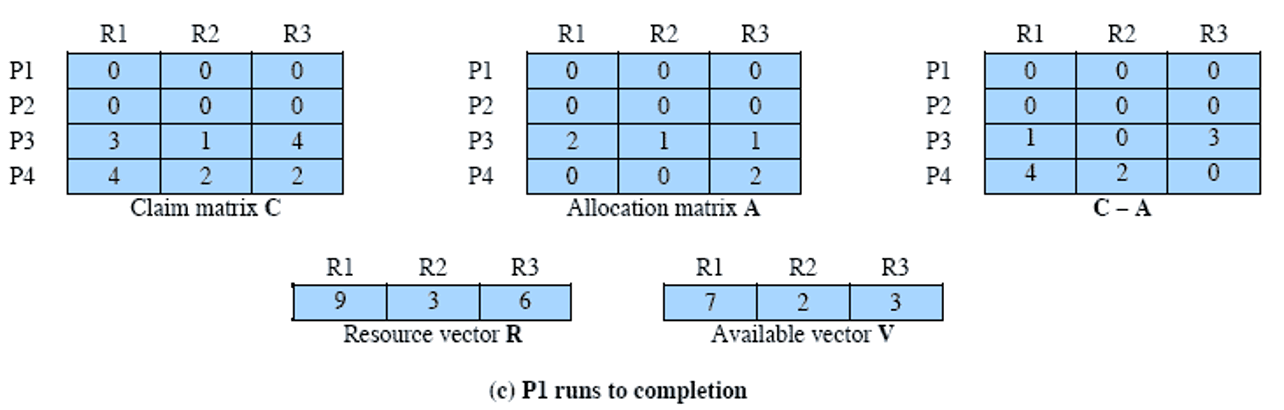 R1 R2 R3 R1 R2 R3 R1 R2 R3
P1 0 0 0 P1 0 0 0 P1 0 0 0
P2 0 0 0 P2 0 0 0 P2 0 0 0
P3 3 1 4 P3 2 1 1 P3 1 0 3
P4 4 2 2 P4 0 0 2 P4 4 2 0
Claim matrix C Allocation matrix A C – A
R1 R2 R3 R1 R2 R3
9 3 6 7 2 3
Resource vector R Available vector V
(c) P1 runs to completion